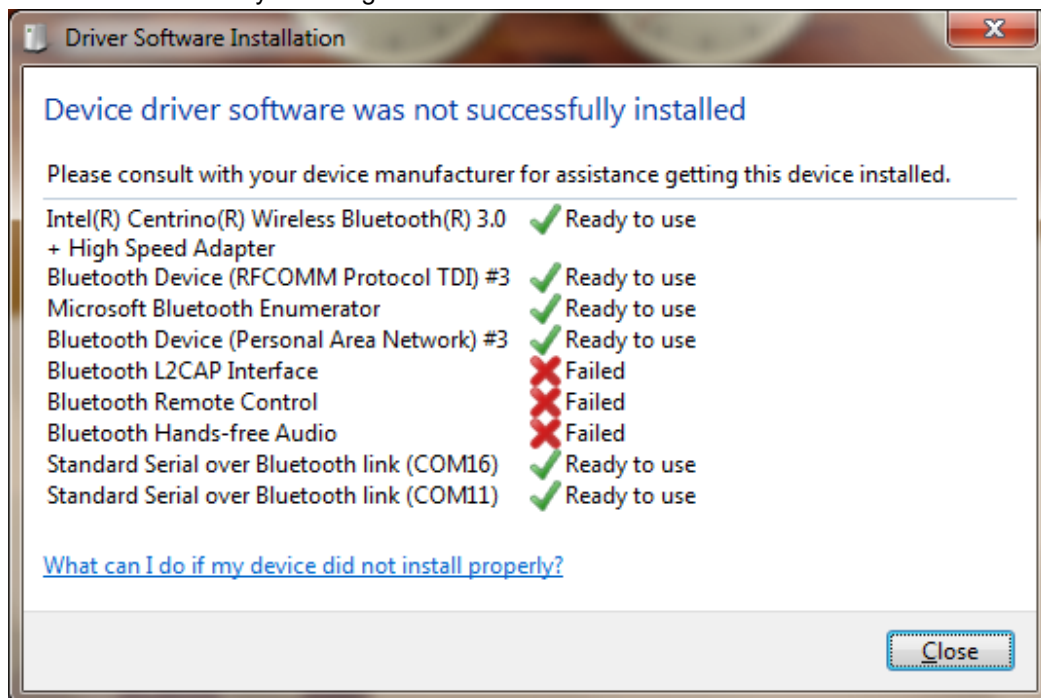 Driver Software Installation
Device driver software was not successfully installed
Please consult with your device manufacturer for assistance getting this device installed.
Intel(R) Centrino(R) Wireless Bluetooth(R) 3.0 Ready to use
+ High Speed Adapter
Bluetooth Device (RFCOMM Protocol TDI) #3 Ready to use
Microsoft Bluetooth Enumerator Ready to use
Bluetooth Device (Personal Area Network) #3 Ready to use
Bluetooth L2CAP Interface Failed
Bluetooth Remote Control Failed
Bluetooth Hands-free Audio Failed
Standard Serial over Bluetooth link (COM16) Ready to use
Standard Serial over Bluetooth link (COM11) Ready to use
What can I do if my device did not install properly?
Close